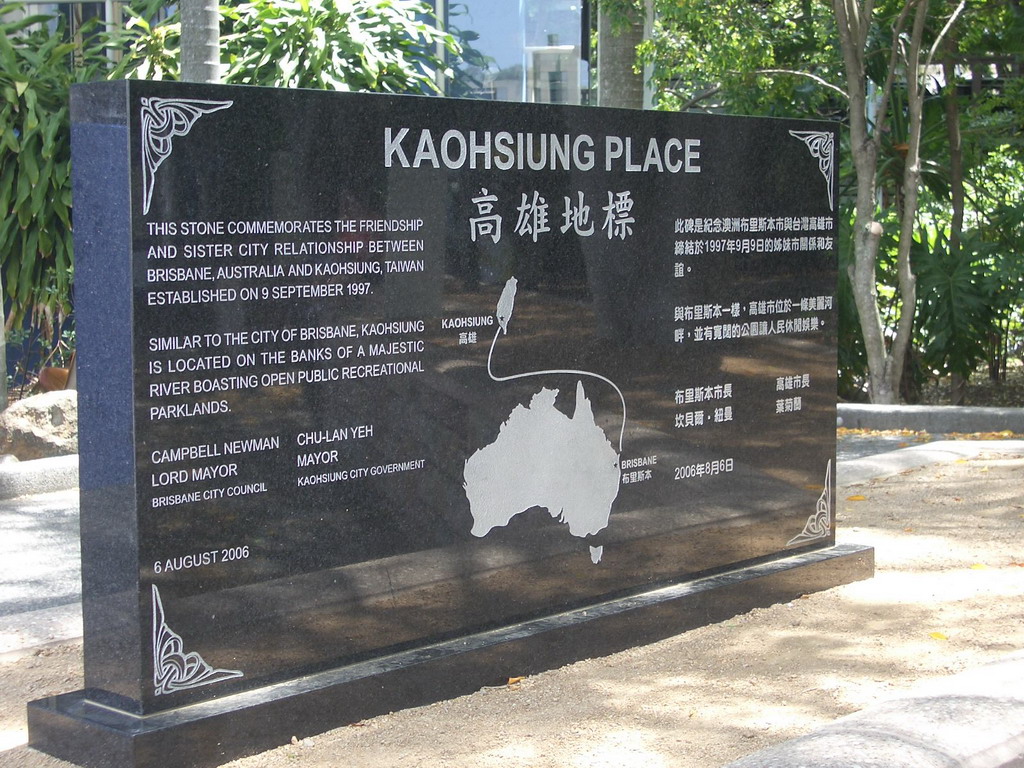 KAOHSIUNG PLACE
高雄地標
THIS STONE COMMEMORATES THE FRIENDSHIP
AND SISTER CITY RELATIONSHIP BETWEEN
BRISBANE, AUSTRALIA AND KAOHSIUNG, TAIWAN
ESTABLISHED ON 9 SEPTEMBER 1997.
SIMILAR TO THE CITY OF BRISBANE, KAOHSIUNG
IS LOCATED ON THE BANKS OF A MAJESTIC
RIVER BOASTING OPEN PUBLIC RECREATIONAL
PARKLANDS.
CAMPBELL NEWMAN
LORD MAYOR
BRISBANE CITY COUNCIL
CHU-LAN YEH
MAYOR
KAOHSIUNG CITY GOVERNMENT
6 AUGUST 2006
KAOHSIUNG
高雄
BRISBANE
布里斯本
此碑是紀念澳洲布里斯本市與台灣高雄市
締結於1997年9月9日的姊妹市關係和友
誼。
與布里斯本一樣，高雄市位於一條美麗河
畔，並有寬闊的公園讓人民休閒娛樂。
布里斯本市長
坎貝爾·紐曼
高雄市長
葉菊蘭
2006年8月6日